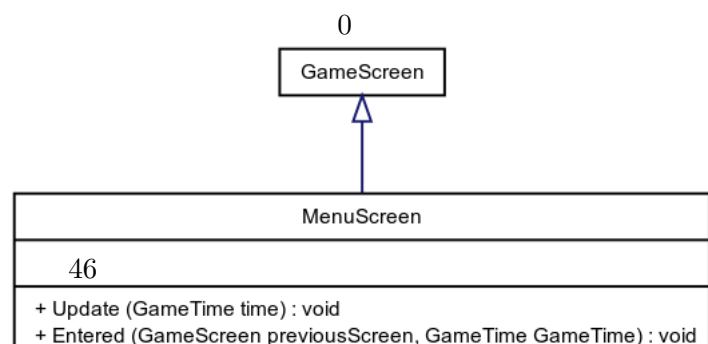 0
GameScreen
MenuScreen
46
+ Update (GameTime time) : void
+ Entered (GameScreen previousScreen, GameTime GameTime) : void